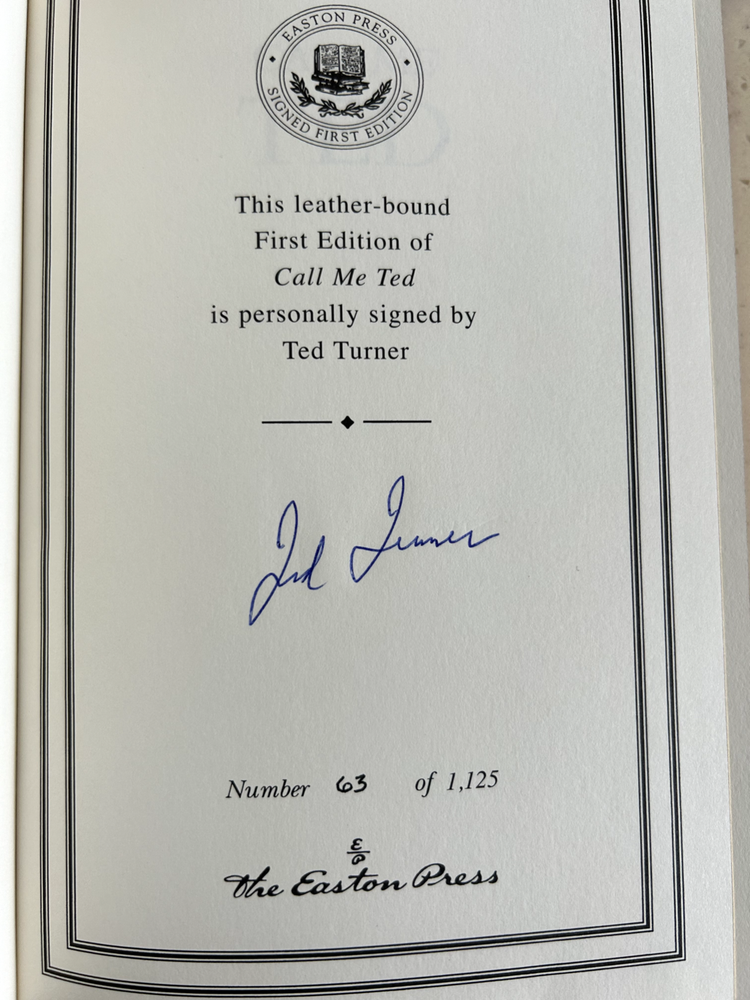 EASTON PRESS
SIGNED FIRST EDITION
This leather-bound
First Edition of
Call Me Ted
is personally signed by
Ted Turner
Ted Turner
Number 63 of 1,125
E
P
The Easton Press